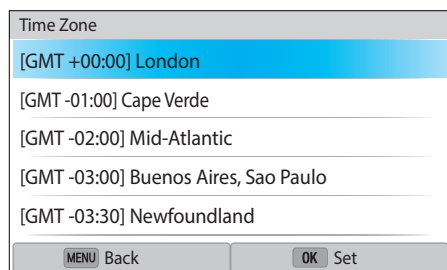 Time Zone
[GMT +00:00] London
[GMT -01:00] Cape Verde
[GMT -02:00] Mid-Atlantic
[GMT -03:00] Buenos Aires, Sao Paulo
[GMT -03:30] Newfoundland
MENU Back OK Set